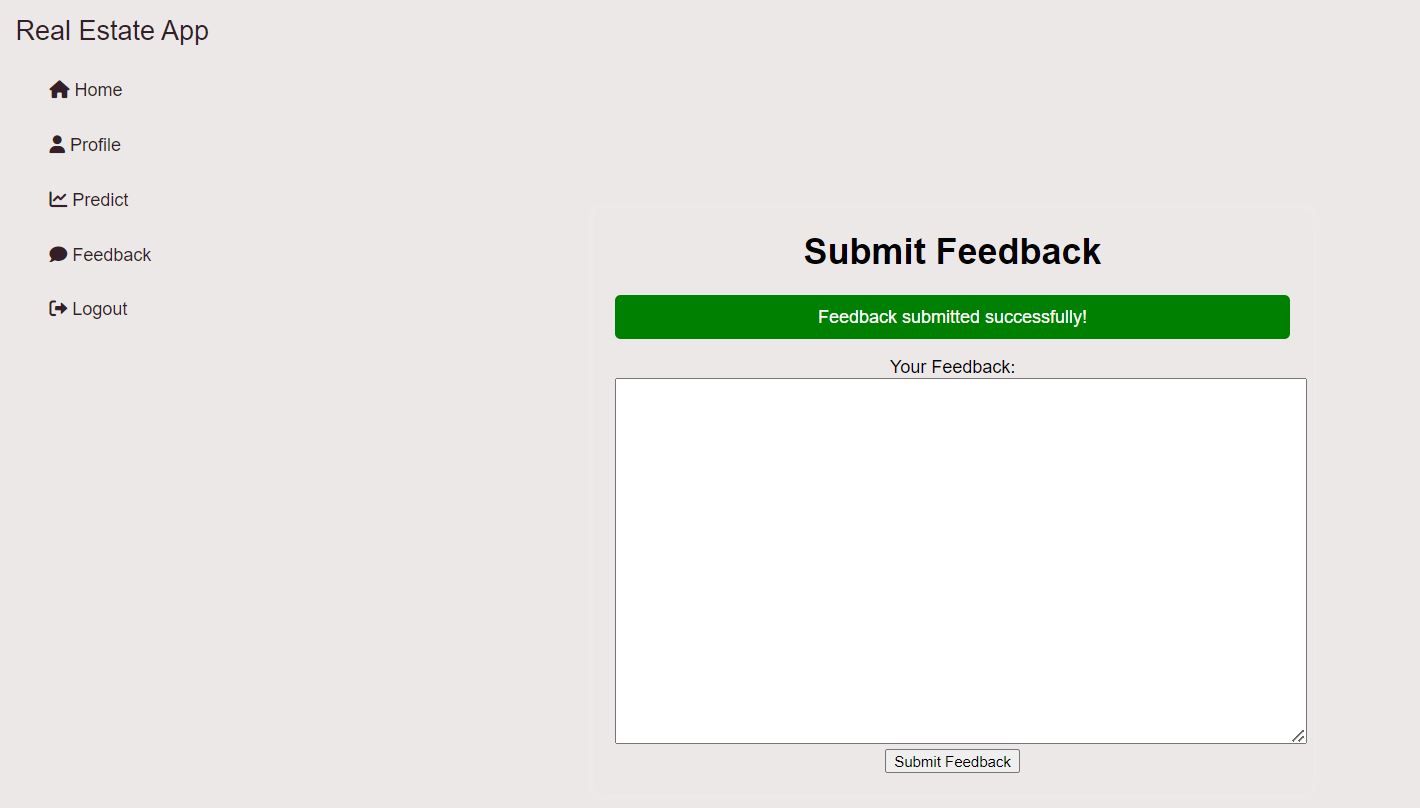 Real Estate App
Home
Profile
Predict
Feedback
Logout
Submit Feedback
Feedback submitted successfully!
Your Feedback:
Submit Feedback